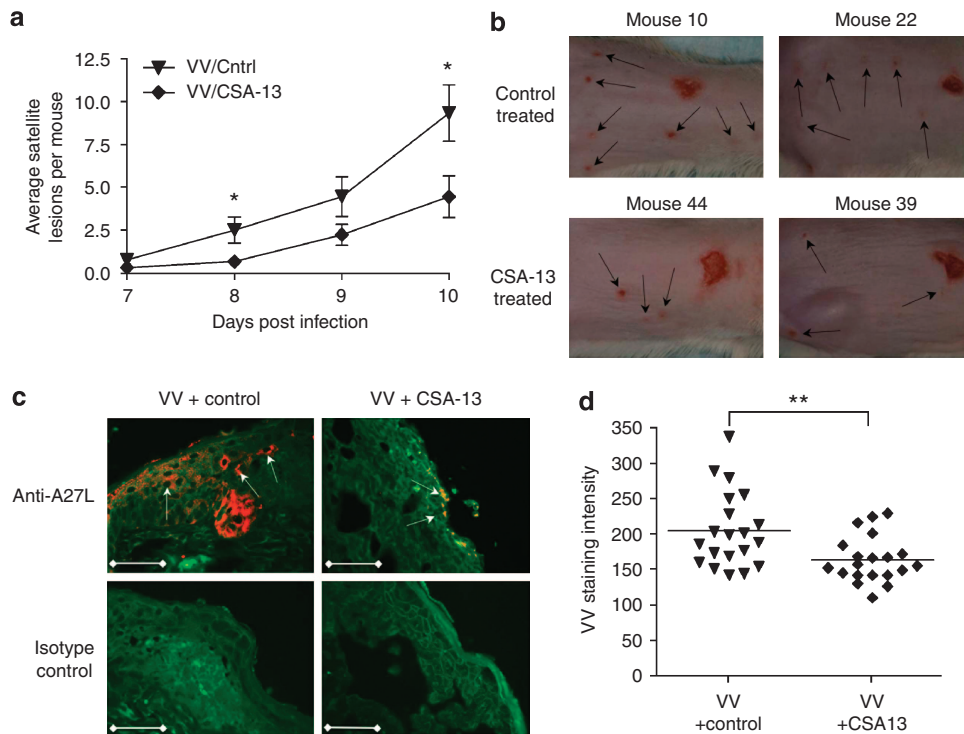 a
Average satellite
lesions per mouse
12.5
10.0
7.5
5.0
2.5
0.0
VV/Cntrl
VV/CSA-13
*
*
7 8 9 10
Days post infection
b
Mouse 10 Mouse 22
Control
treated
Mouse 44 Mouse 39
CSA-13
treated
c
VV + control VV + CSA-13
Anti-A27L
Isotype
control
d
**
VV staining intensity
350
300
250
200
150
100
50
0
VV
+control
VV
+CSA13